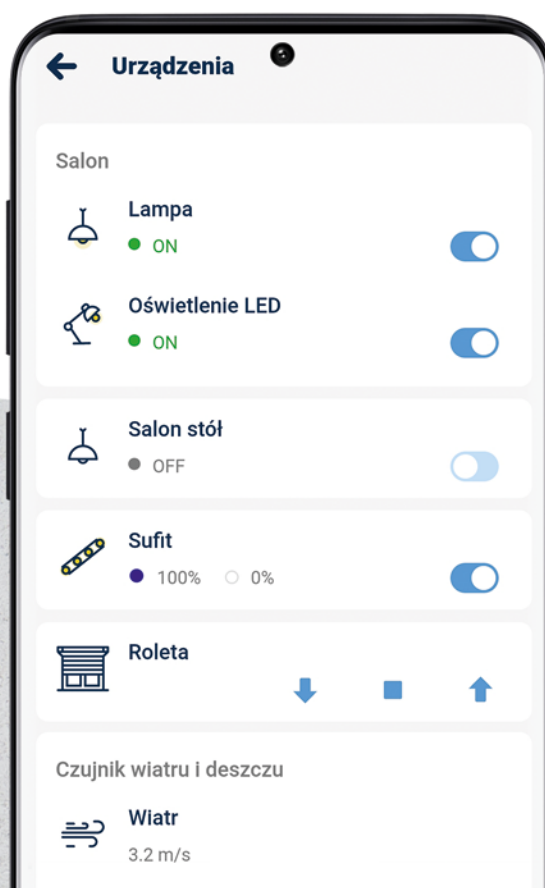 Urządzenia
Salon
Lampa
ON
Oświetlenie LED
ON
Salon stół
OFF
Sufit
100% 0%
Roleta
Czujnik wiatru i deszczu
Wiatr
3.2 m/s